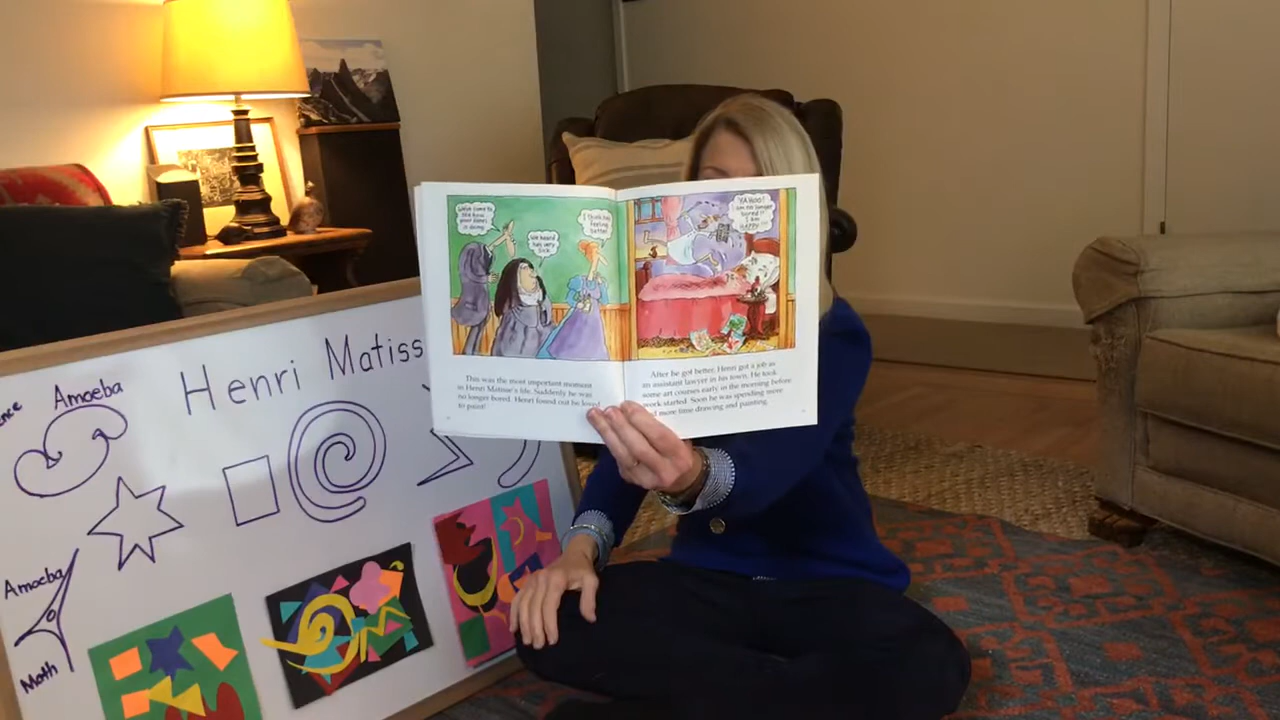 Henri Matiss
Amoeba
Amoeba
Math
We've come to
see how
your son is
is doing.
We heard
he's very
sick.
I think he's
feeling
better
YAHOO!
I am no longer
bored!!
I am
HAPPY!!!
This was the most important moment
in Henri Matisse's life. Suddenly he was
no longer bored. Henri found out he loved
to paint!
After he got better, Henri got a job as
an assistant lawyer in his town. He took
some art courses early in the morning before
work started. Soon he was spending more
and more time drawing and painting.